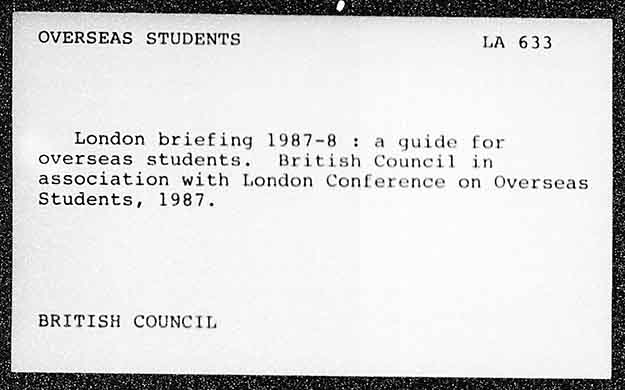 OVERSEAS STUDENTS LA 633
London briefing 1987-8 : a guide for
overseas students. British Council in
association with London Conference on Overseas
Students, 1987.
BRITISH COUNCIL